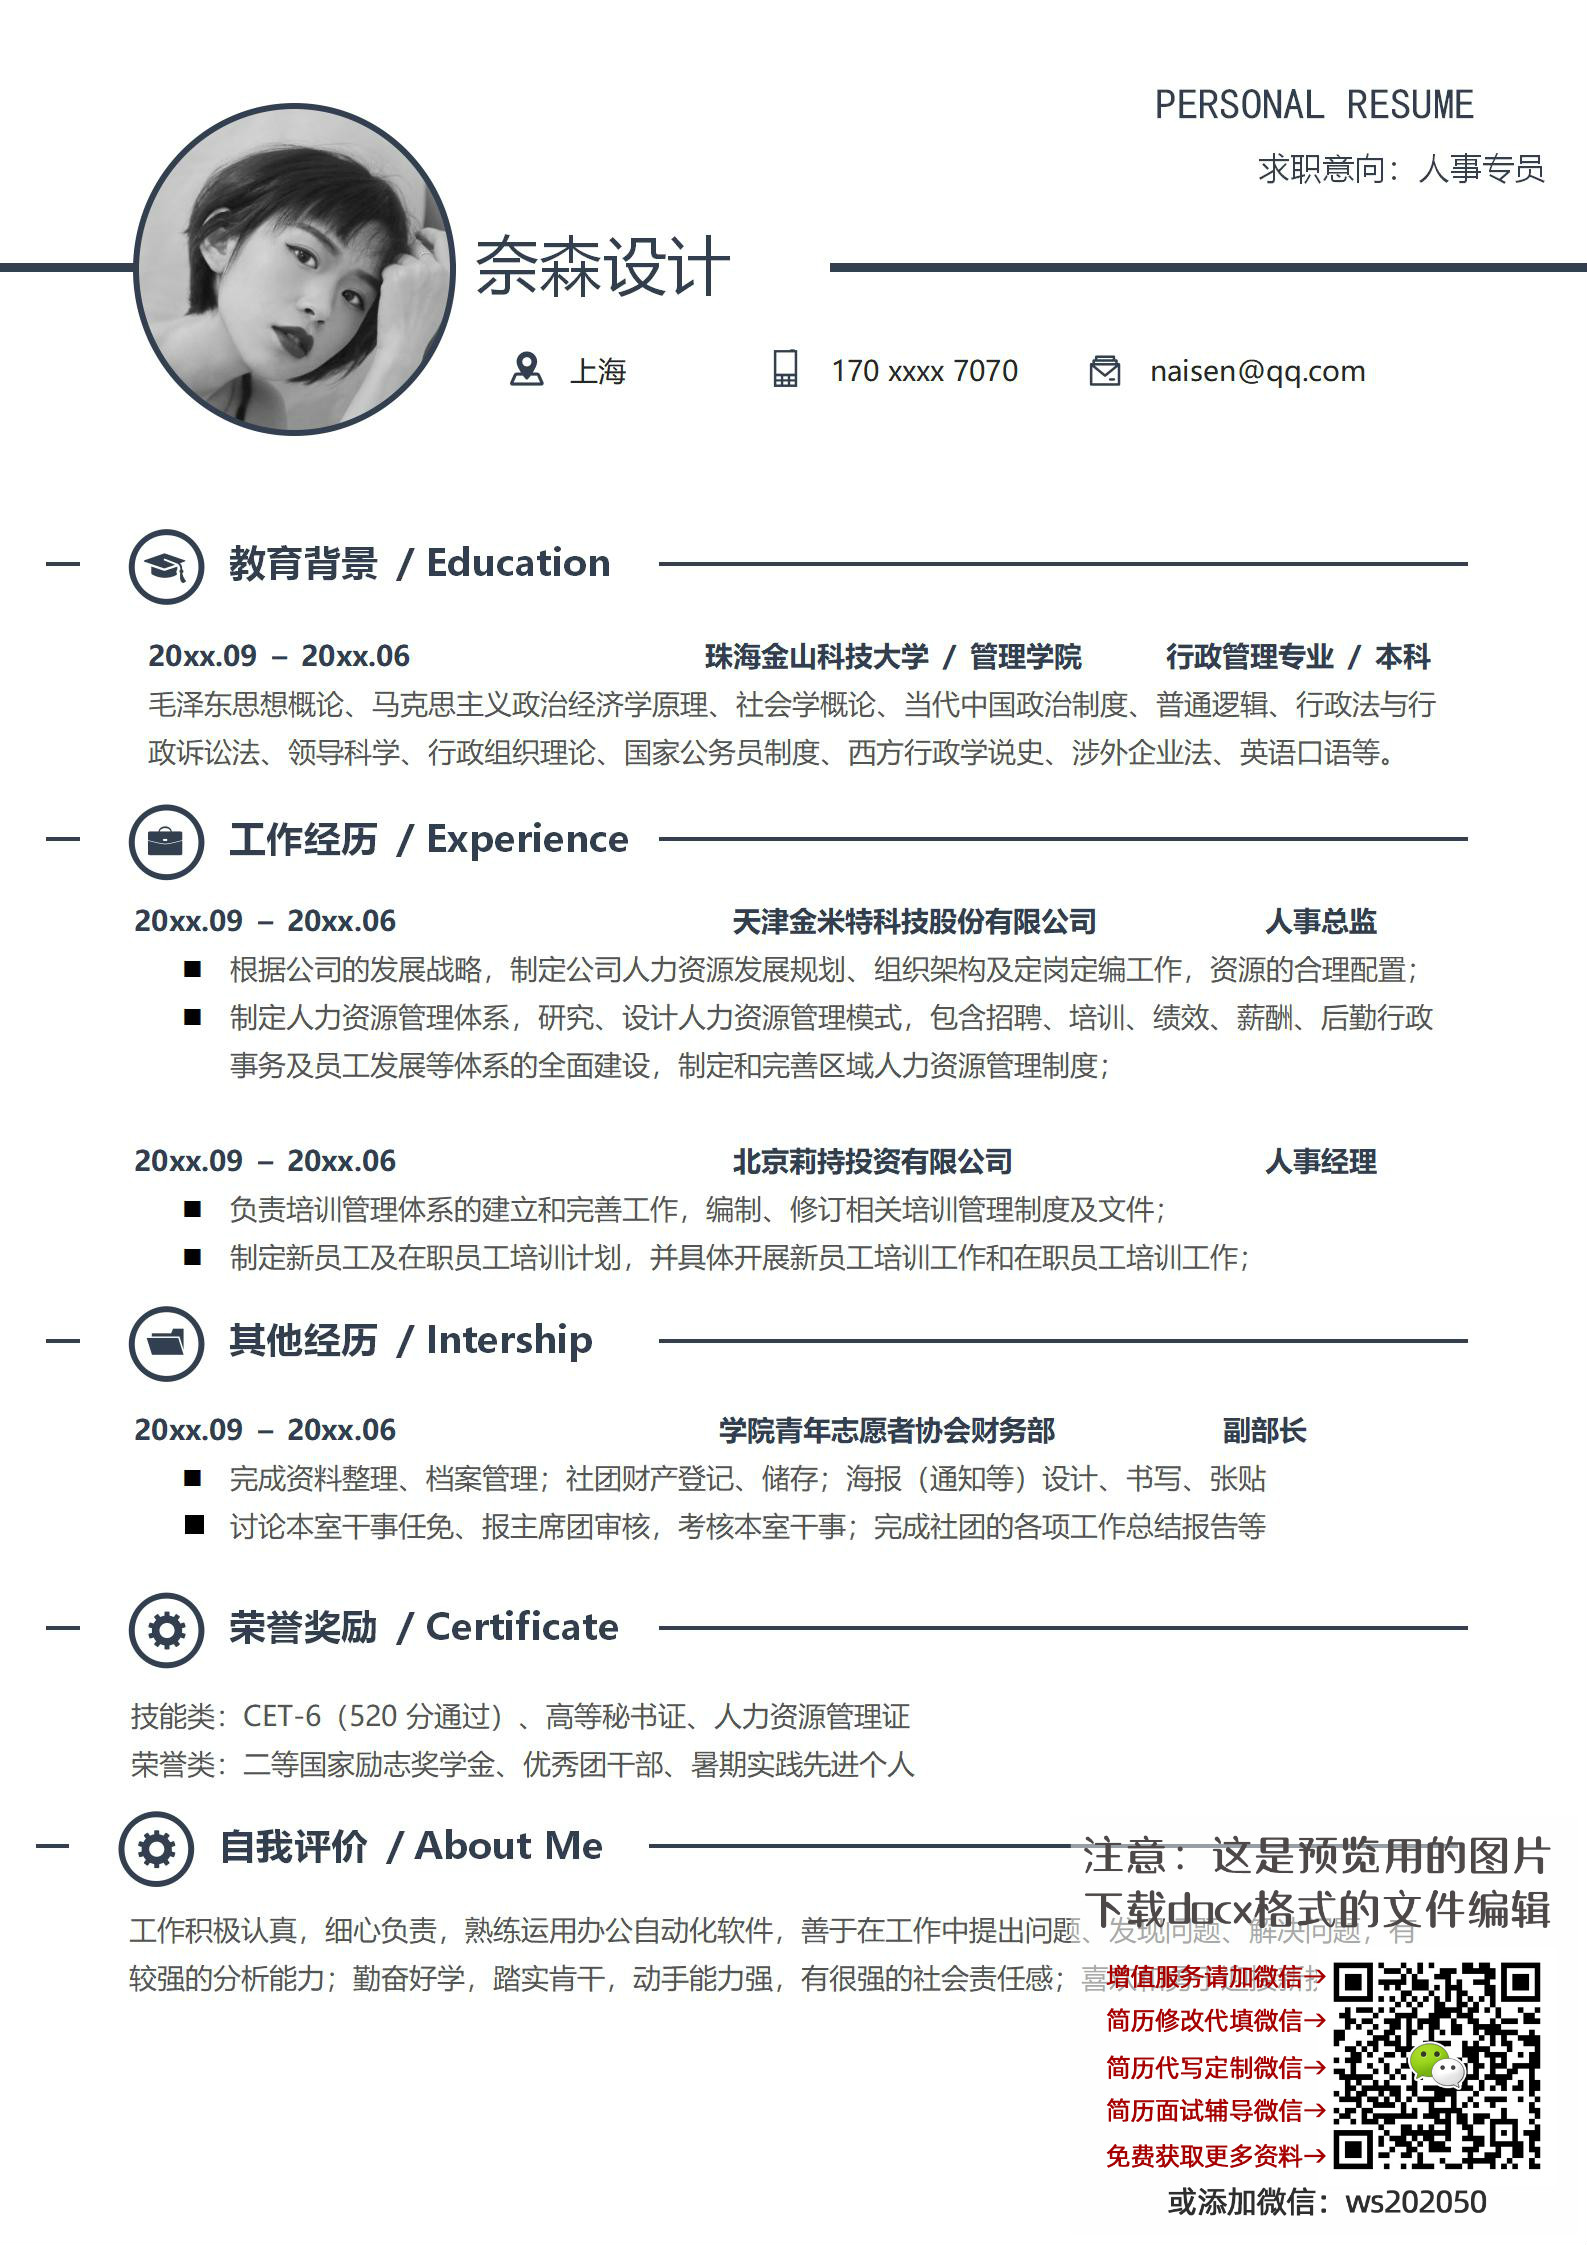 PERSONAL RESUME
求职意向：人事专员
奈森设计
上海 170 xxxx 7070 naisen@qq.com
教育背景 / Education
20xx.09 – 20xx.06 珠海金山科技大学 / 管理学院 行政管理专业 / 本科
毛泽东思想概论、马克思主义政治经济学原理、社会学概论、当代中国政治制度、普通逻辑、行政法与行
政诉讼法、领导科学、行政组织理论、国家公务员制度、西方行政学说史、涉外企业法、英语口语等。
工作经历 / Experience
20xx.09 – 20xx.06 天津金米特科技股份有限公司 人事总监
■ 根据公司的发展战略，制定公司人力资源发展规划、组织架构及定岗定编工作，资源的合理配置；
■ 制定人力资源管理体系，研究、设计人力资源管理模式，包含招聘、培训、绩效、薪酬、后勤行政
事务及员工发展等体系的全面建设，制定和完善区域人力资源管理制度；
20xx.09 – 20xx.06 北京莉持投资有限公司 人事经理
■ 负责培训管理体系的建立和完善工作，编制、修订相关培训管理制度及文件；
■ 制定新员工及在职员工培训计划，并具体开展新员工培训工作和在职员工培训工作；
其他经历 / Intership
20xx.09 – 20xx.06 学院青年志愿者协会财务部 副部长
■ 完成资料整理、档案管理；社团财产登记、储存；海报（通知等）设计、书写、张贴
■ 讨论本室干事任免、报主席团审核，考核本室干事；完成社团的各项工作总结报告等
荣誉奖励 / Certificate
技能类：CET-6（520 分通过）、高等秘书证、人力资源管理证
荣誉类：二等国家励志奖学金、优秀团干部、暑期实践先进个人
自我评价 / About Me
工作积极认真，细心负责，熟练运用办公自动化软件，善于在工作中提出问题、发现问题、解决问题，有
较强的分析能力；勤奋好学，踏实肯干，动手能力强，有很强的社会责任感；
注意：这是预览用的图片
下载docx格式的文件编辑
增值服务请加微信→
简历修改代填微信→
简历代写定制微信→
简历面试辅导微信→
免费获取更多资料→
或添加微信：ws202050